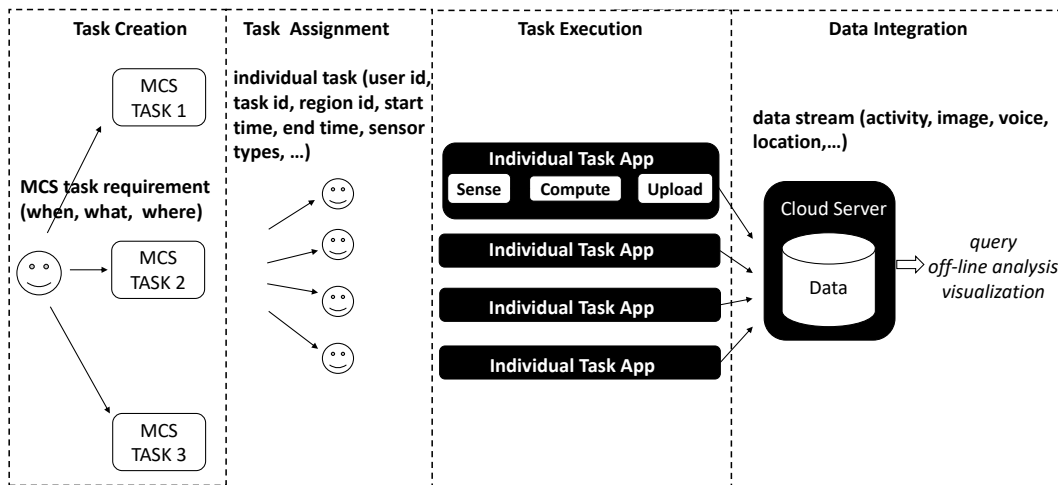 Task Creation
MCS
TASK 1
MCS task requirement
(when, what, where)
MCS
TASK 2
MCS
TASK 3
Task Assignment
individual task (user id,
task id, region id, start
time, end time, sensor
types, ...)
Task Execution
Individual Task App
Sense
Compute
Upload
Individual Task App
Individual Task App
Individual Task App
Data Integration
data stream (activity, image, voice,
location,...)
Cloud Server
Data
query
off-line analysis
visualization